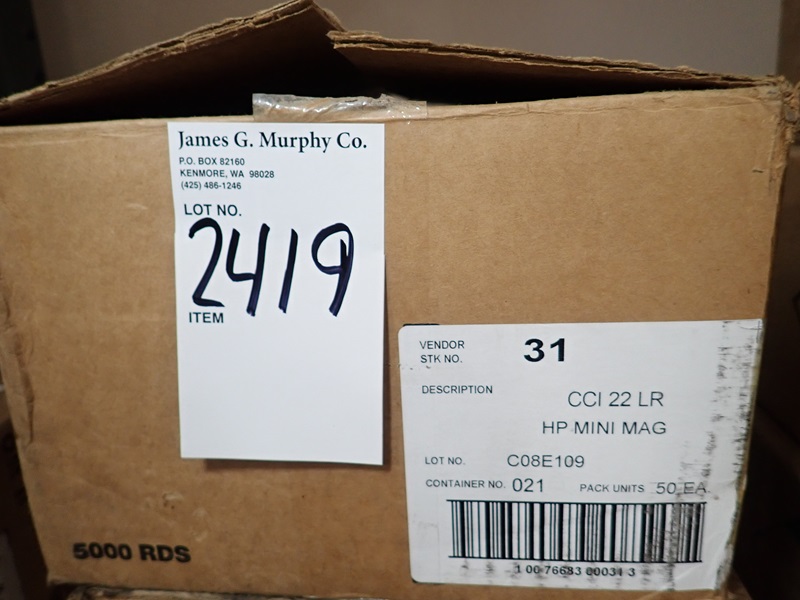 James G. Murphy Co.
P.O. BOX 82160
KENMORE, WA 98028
(425) 486-1246
LOT NO.
2419
ITEM
VENDOR
STK NO.
31
DESCRIPTION
CCI 22 LR
HP MINI MAG
LOT NO. C08E109
CONTAINER NO. 021 PACK UNITS 50 EA
1 00 76683 00031 3
5000 RDS